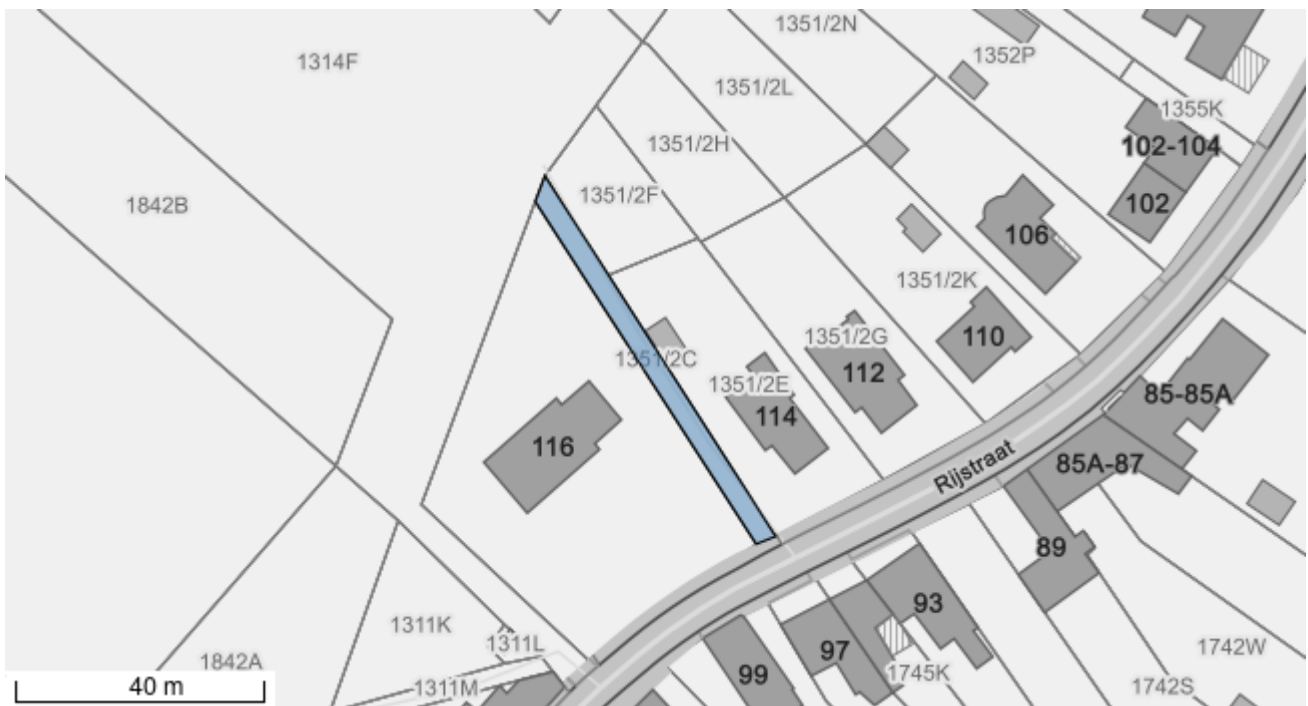 1351/2N
1314F
1352P
1351/2L
1355K
1351/2H
102-104
1351/2F
1842B
102
106
1351/2K
1351/2G
110
1351/2C
112
1351/2E
85-85A
114
116
85A-87
Rijstraat
89
93
1311K
1311L
97
1742W
1842A
1745K
99
1311M
1742S
40 m